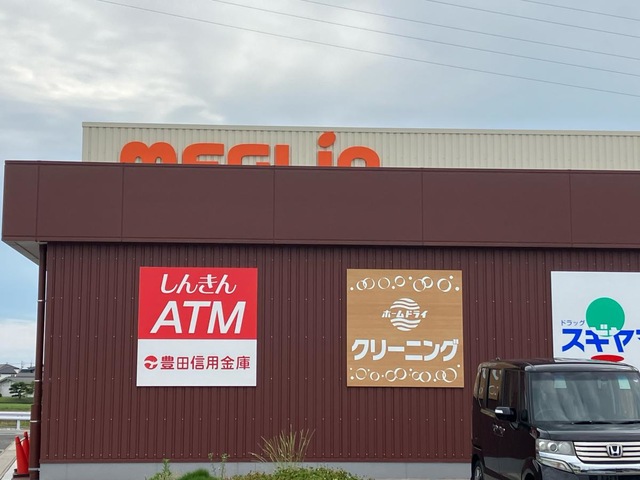 MEGLiO
しんきん
ATM
豊田信用金庫
ホームドライ
クリーニング
ドラッグ
スギヤマ